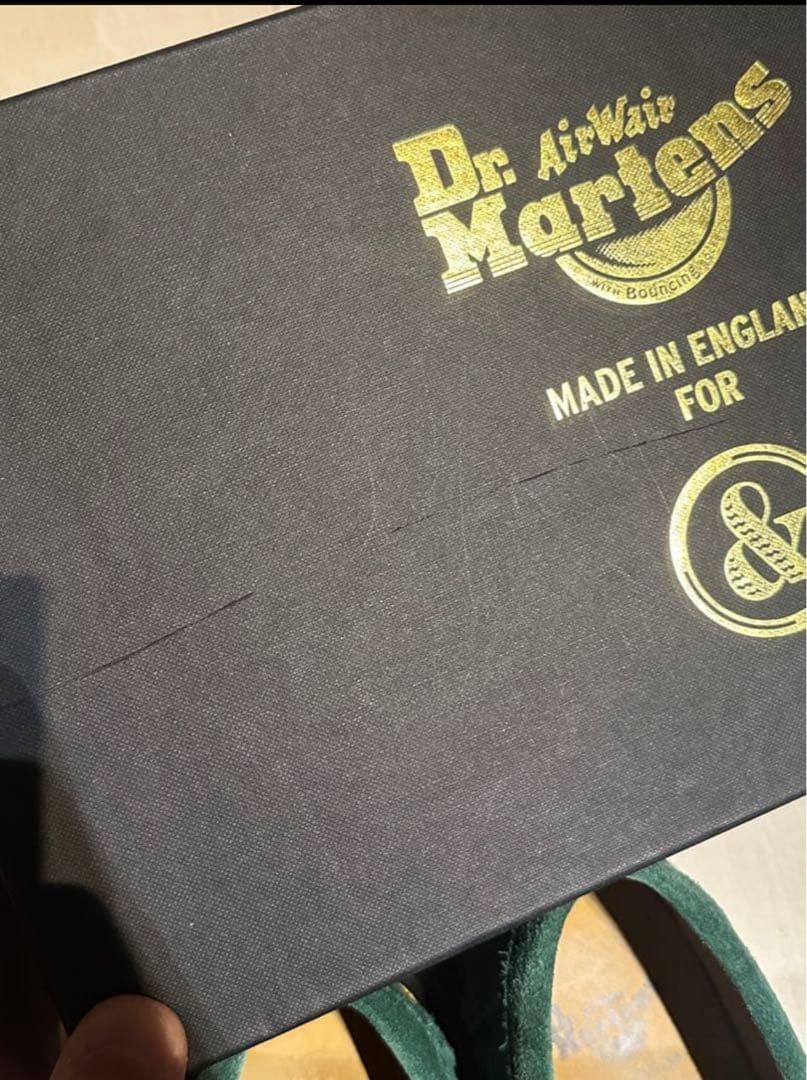 Dr. AirWair
Martens
WITH Bouncing
MADE IN ENGLAN
FOR
&